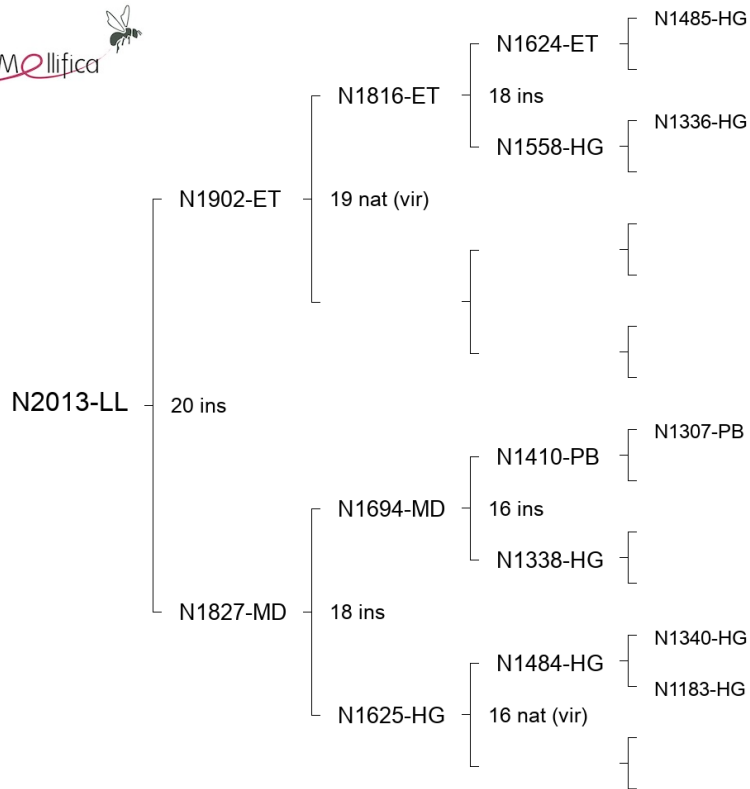 Mellifica
N1485-HG
N1624-ET
N1816-ET
18 ins
N1336-HG
N1558-HG
N1902-ET
19 nat (vir)
N2013-LL
20 ins
N1307-PB
N1410-PB
N1694-MD
16 ins
N1338-HG
N1827-MD
18 ins
N1340-HG
N1484-HG
N1183-HG
N1625-HG
16 nat (vir)